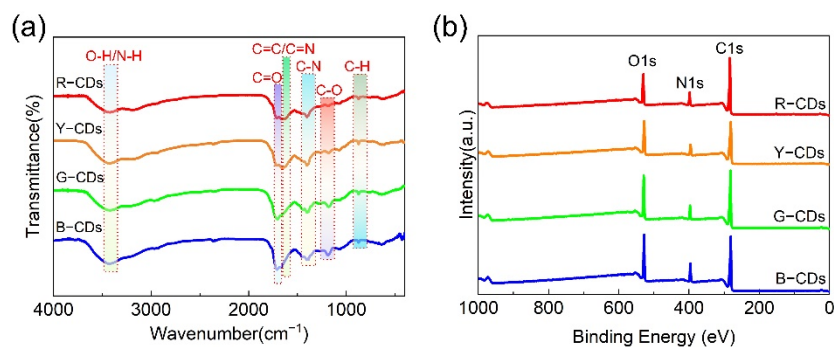 (a)
O-H/N-H
C=C/C=N
C=O
C-N
C-O
C-H
R-CDs
Y-CDs
G-CDs
B-CDs
Transmittance(%)
4000 3000 2000 1000
Wavenumber(cm⁻¹)
(b)
O1s
N1s
C1s
R-CDs
Y-CDs
G-CDs
B-CDs
Intensity(a.u.)
1000 800 600 400 200 0
Binding Energy (eV)